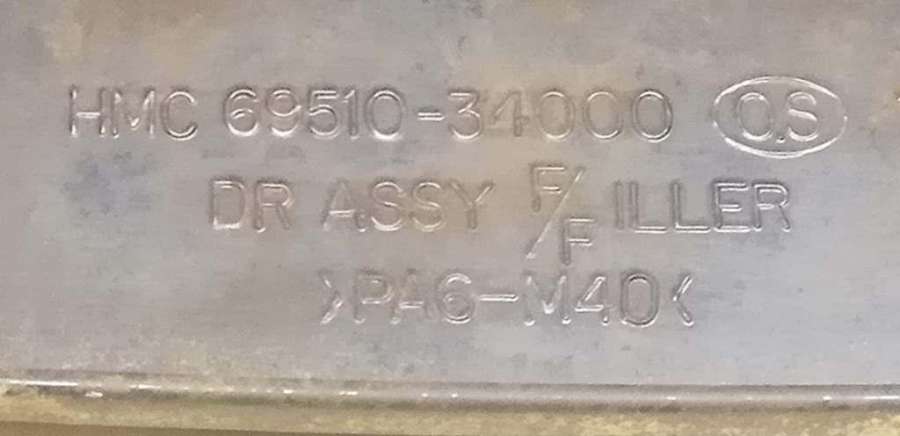 HMC 69510-34000 O.S
DR ASSY F/F ILLER
>PA6-M40<